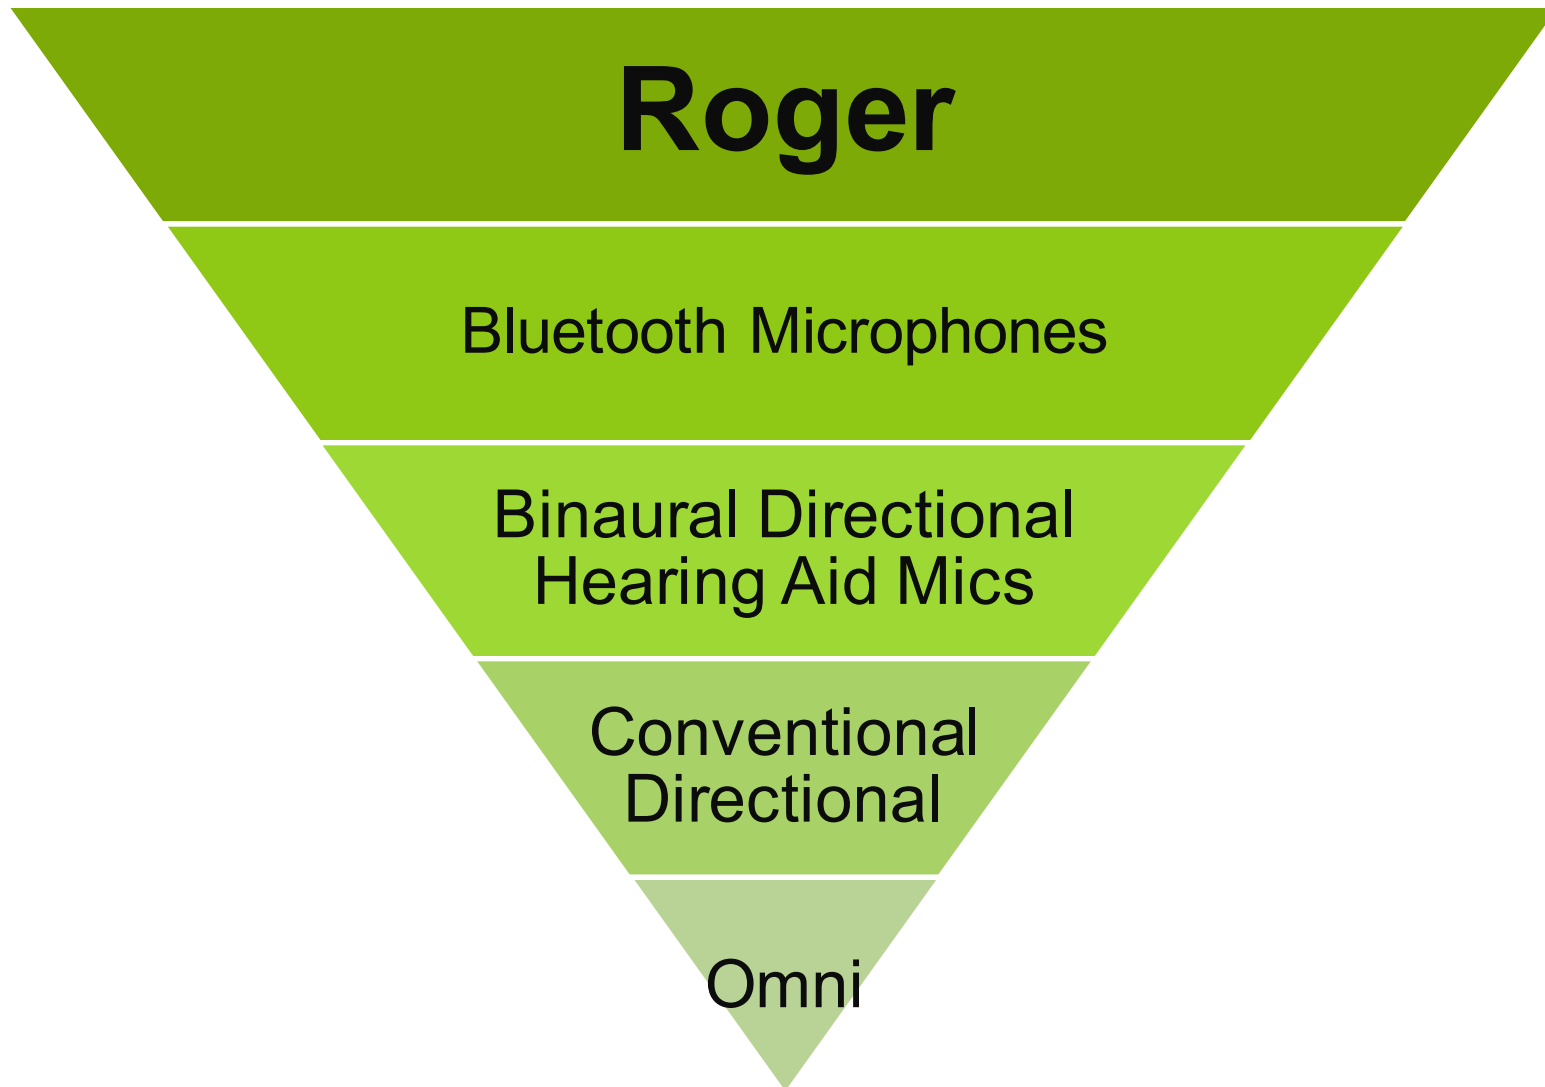 Roger
Bluetooth Microphones
Binaural Directional
Hearing Aid Mics
Conventional
Directional
Omni